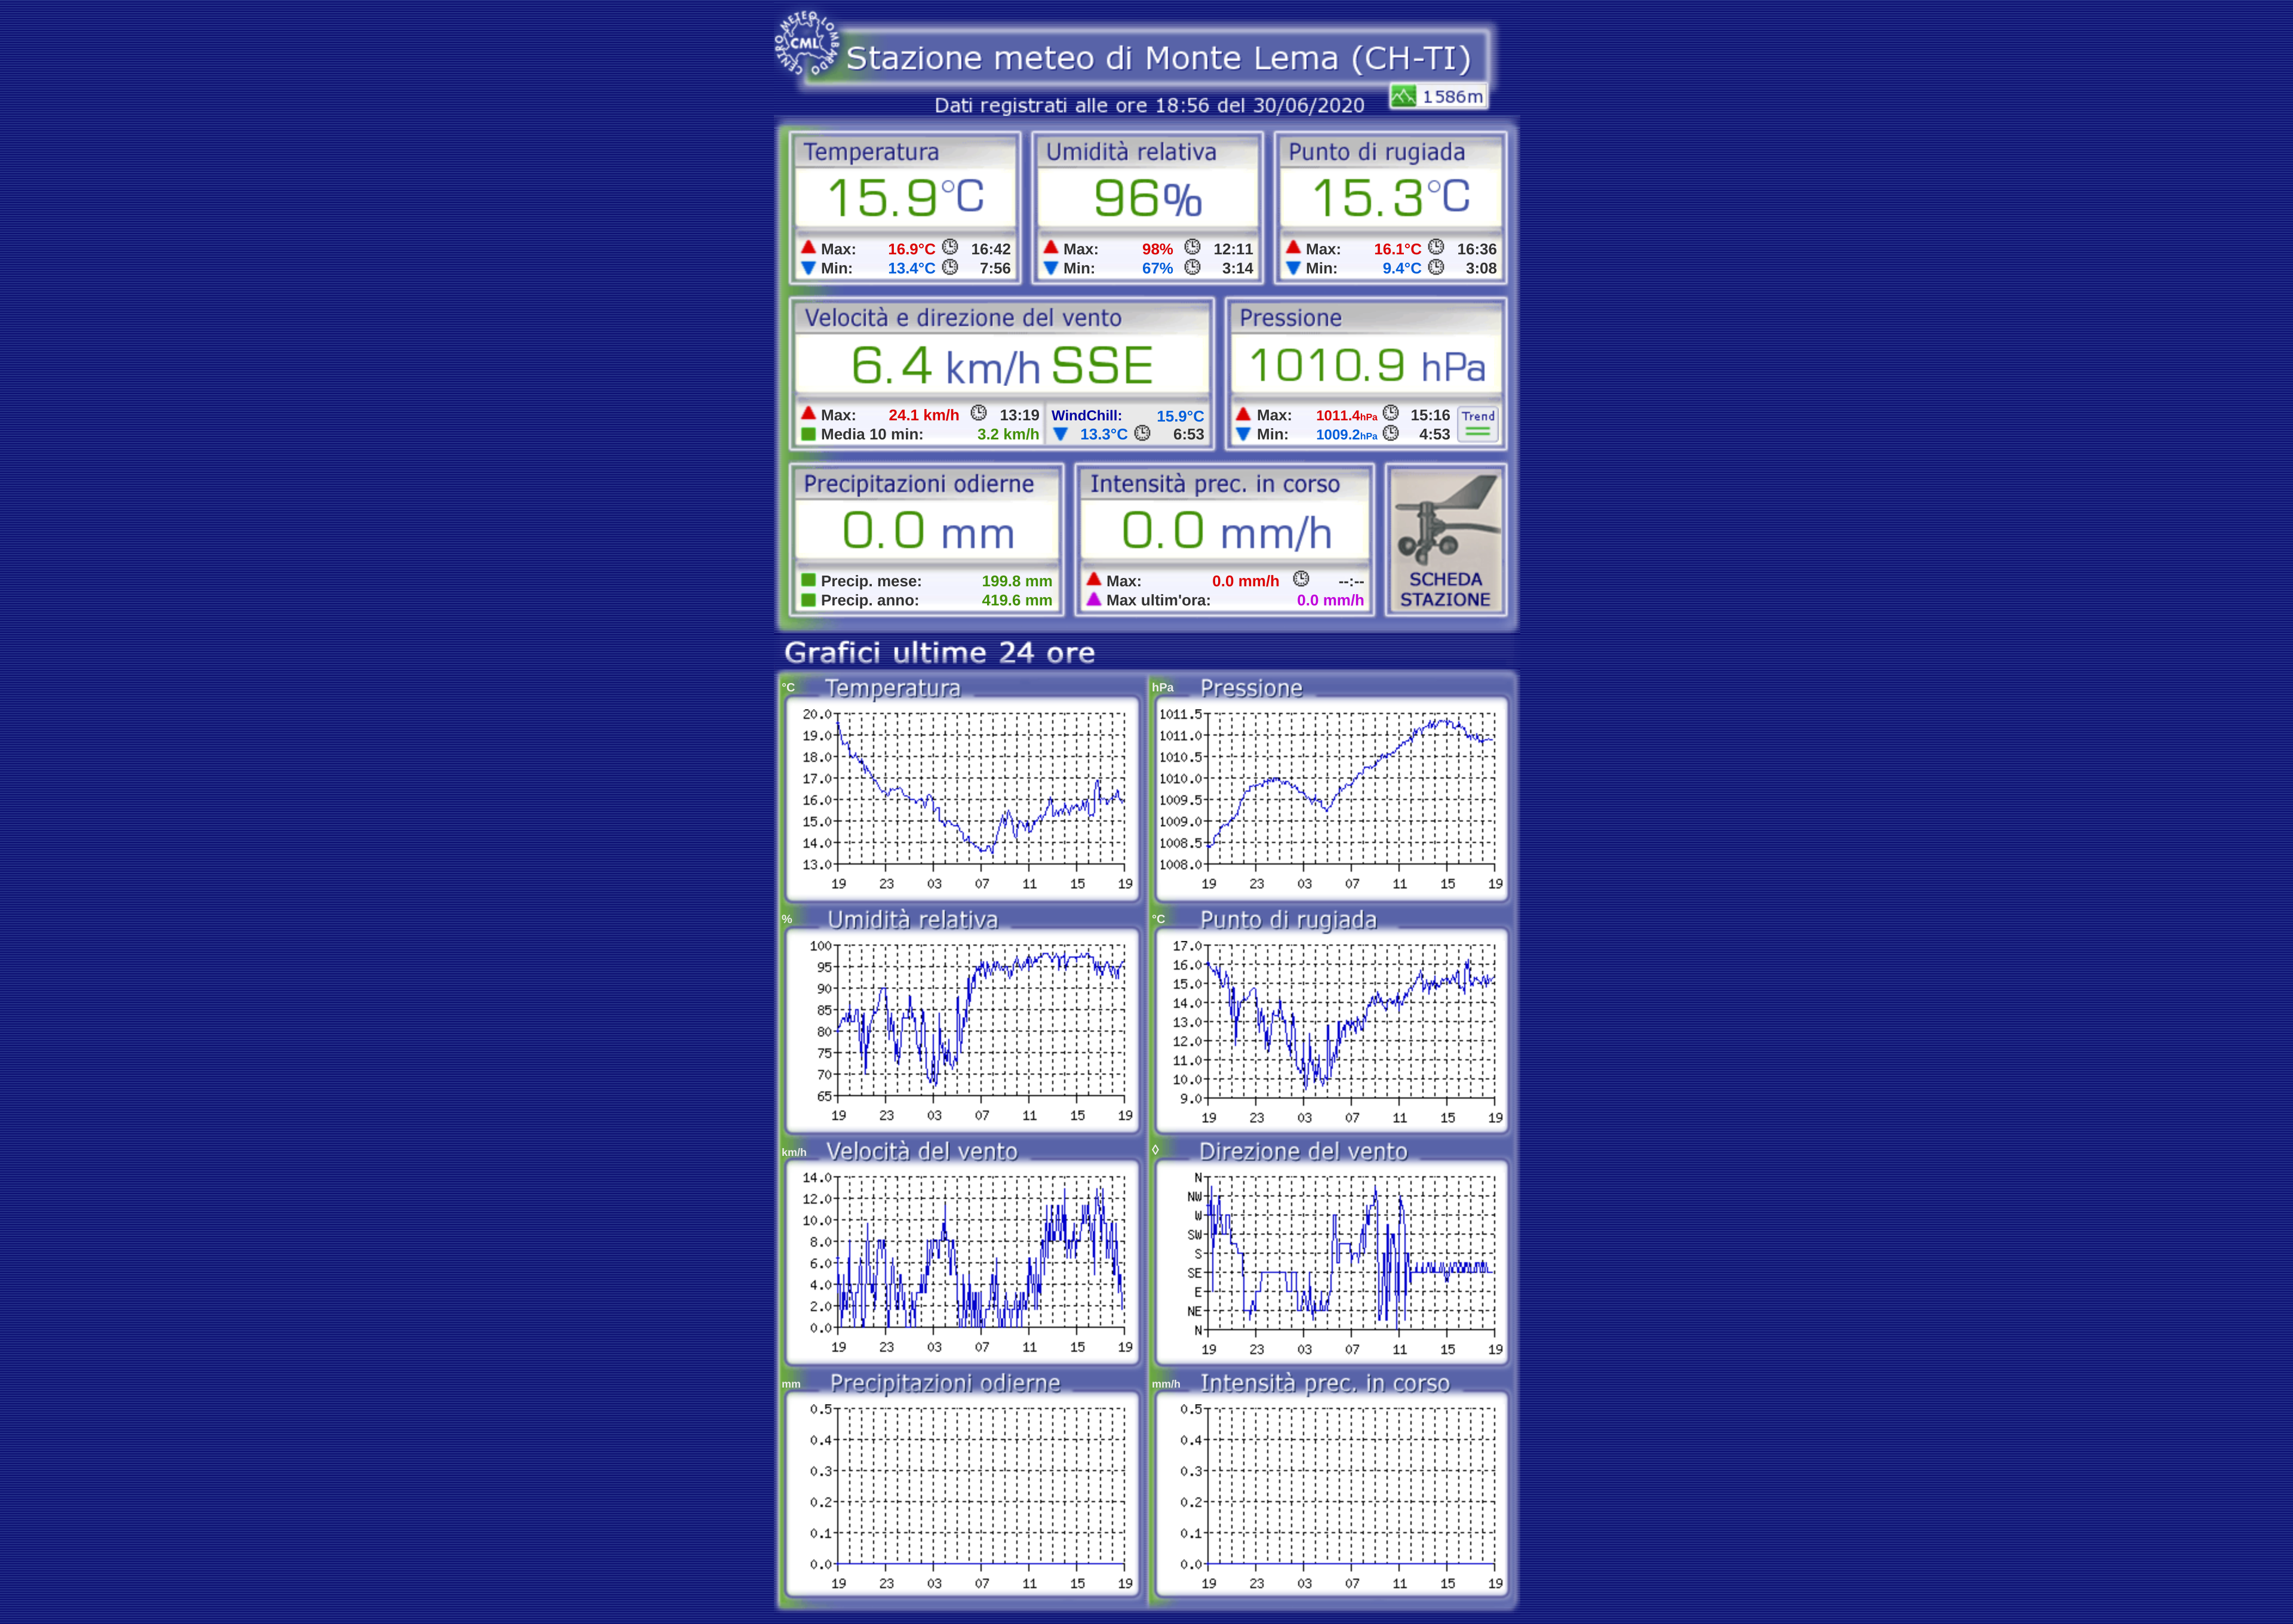 CENTRO METEO LOMBARDO
CML
Stazione meteo di Monte Lema (CH-TI)
Dati registrati alle ore 18:56 del 30/06/2020
1586m
Temperatura
15.9°C
Max: 16.9°C 16:42
Min: 13.4°C 7:56
Umidità relativa
96%
Max: 98% 12:11
Min: 67% 3:14
Punto di rugiada
15.3°C
Max: 16.1°C 16:36
Min: 9.4°C 3:08
Velocità e direzione del vento
6.4 km/h SSE
Max: 24.1 km/h 13:19
Media 10 min: 3.2 km/h
WindChill: 15.9°C
13.3°C 6:53
Pressione
1010.9 hPa
Max: 1011.4hPa 15:16
Min: 1009.2hPa 4:53
Trend
Precipitazioni odierne
0.0 mm
Precip. mese: 199.8 mm
Precip. anno: 419.6 mm
Intensità prec. in corso
0.0 mm/h
Max: 0.0 mm/h --:--
Max ultim'ora: 0.0 mm/h
SCHEDA
STAZIONE
Grafici ultime 24 ore
°C Temperatura
20.0
19.0
18.0
17.0
16.0
15.0
14.0
13.0
19 23 03 07 11 15 19
hPa Pressione
1011.5
1011.0
1010.5
1010.0
1009.5
1009.0
1008.5
1008.0
19 23 03 07 11 15 19
% Umidità relativa
100
95
90
85
80
75
70
65
19 23 03 07 11 15 19
°C Punto di rugiada
17.0
16.0
15.0
14.0
13.0
12.0
11.0
10.0
9.0
19 23 03 07 11 15 19
km/h Velocità del vento
14.0
12.0
10.0
8.0
6.0
4.0
2.0
0.0
19 23 03 07 11 15 19
◊ Direzione del vento
N
NW
W
SW
S
SE
E
NE
N
19 23 03 07 11 15 19
mm Precipitazioni odierne
0.5
0.4
0.3
0.2
0.1
0.0
19 23 03 07 11 15 19
mm/h Intensità prec. in corso
0.5
0.4
0.3
0.2
0.1
0.0
19 23 03 07 11 15 19